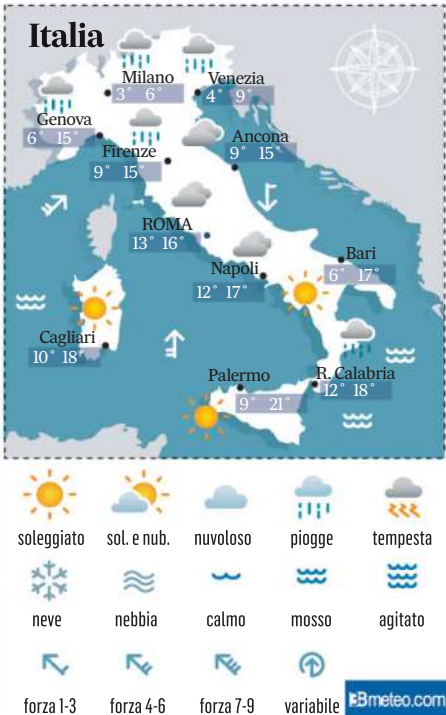 Italia
Milano
3° 6°
Venezia
4° 9°
Genova
6° 15°
Firenze
9° 15°
Ancona
9° 15°
ROMA
13° 16°
Napoli
12° 17°
Bari
6° 17°
Cagliari
10° 18°
Palermo
9° 21°
R. Calabria
12° 18°
soleggiato sol. e nub. nuvoloso piogge tempesta
neve nebbia calmo mosso agitato
forza 1-3 forza 4-6 forza 7-9 variabile
3Bmeteo.com